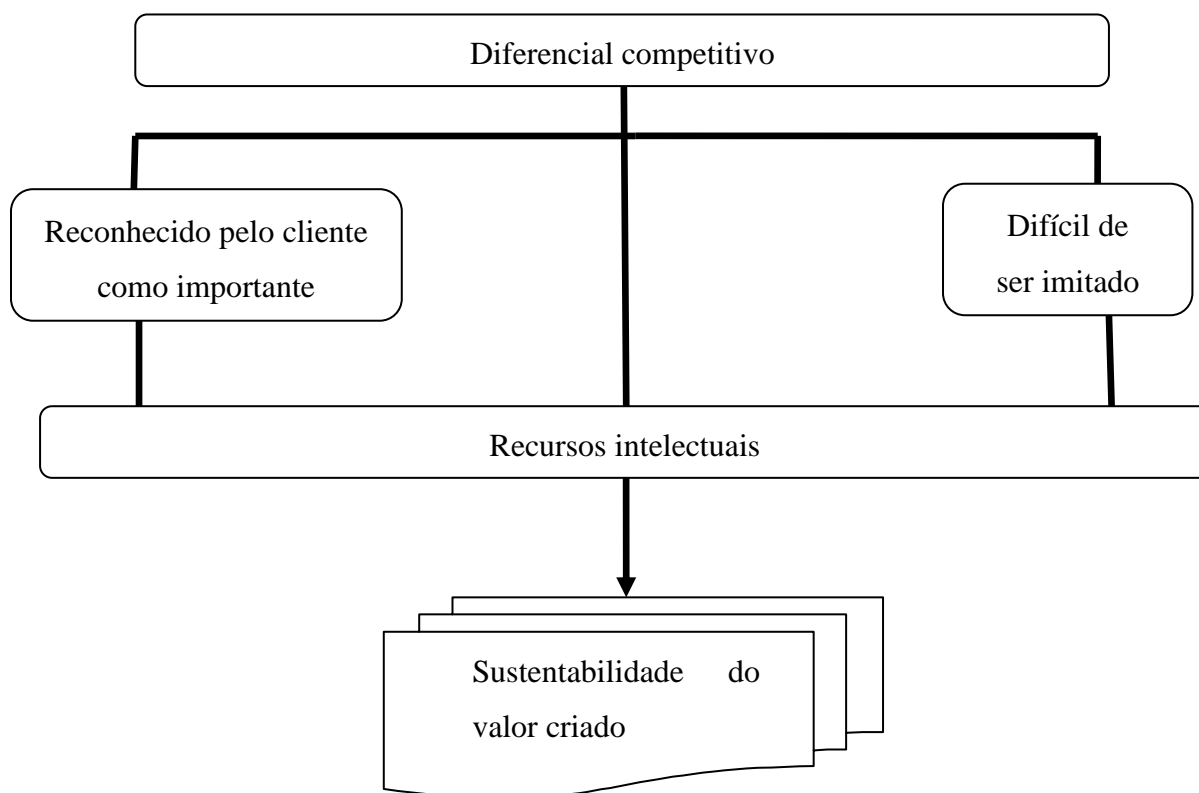 Diferencial competitivo
Reconhecido pelo cliente
como importante
Difícil de
ser imitado
Recursos intelectuais
Sustentabilidade do
valor criado